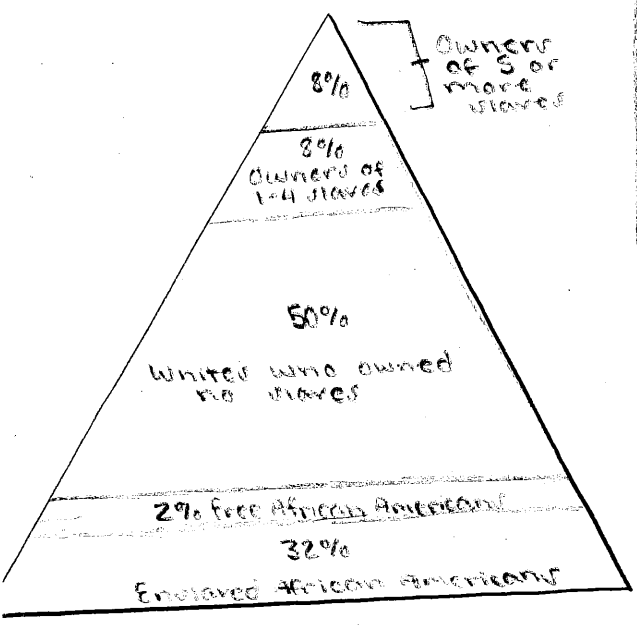 8%
Owners
of 5 or
more
slaves
8%
Owners of
1-4 slaves
50%
Whites who owned
no slaves
2% Free African Americans
32%
Enslaved African Americans